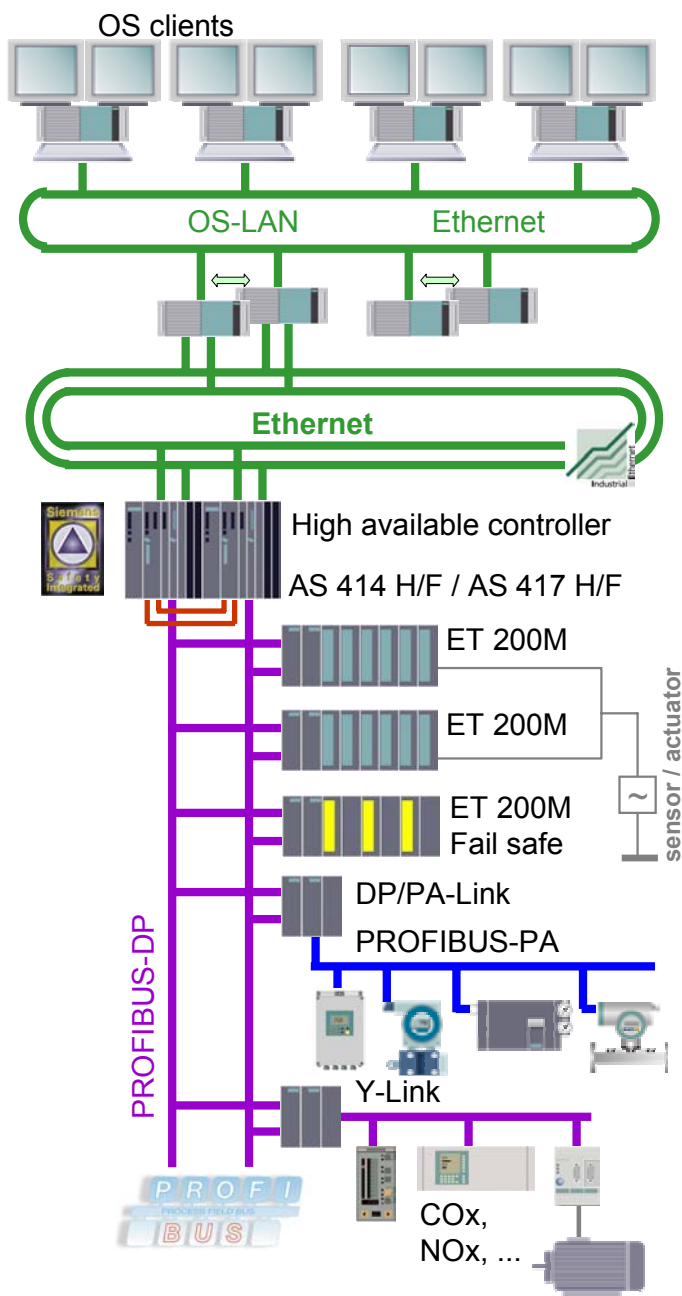 OS clients
OS-LAN
Ethernet
Ethernet
Industrial
Ethernet
Siemens
Safety
Integrated
High available controller
AS 414 H/F / AS 417 H/F
ET 200M
ET 200M
sensor / actuator
~
ET 200M
Fail safe
DP/PA-Link
PROFIBUS-PA
PROFIBUS-DP
Y-Link
PROFI
PROCESS FIELD BUS
BUS
COx,
NOx, ...